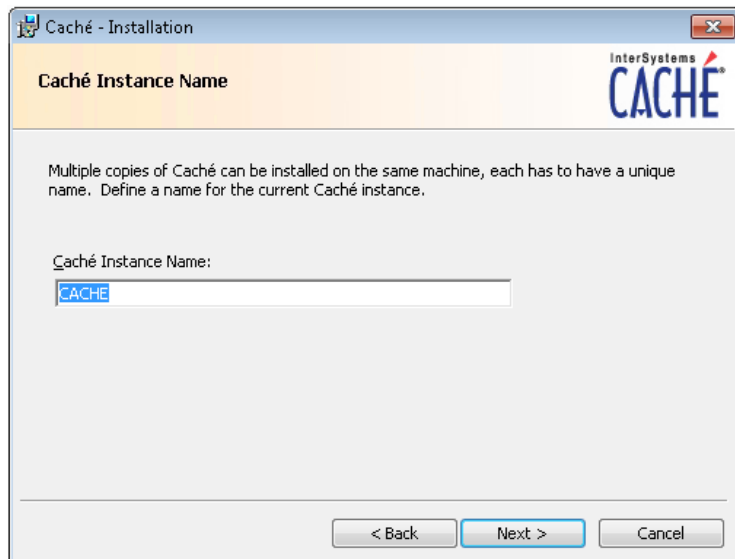 Caché - Installation
Caché Instance Name
InterSystems
CACHÉ®
Multiple copies of Caché can be installed on the same machine, each has to have a unique
name.  Define a name for the current Caché instance.
Caché Instance Name:
CACHE
< Back
Next >
Cancel